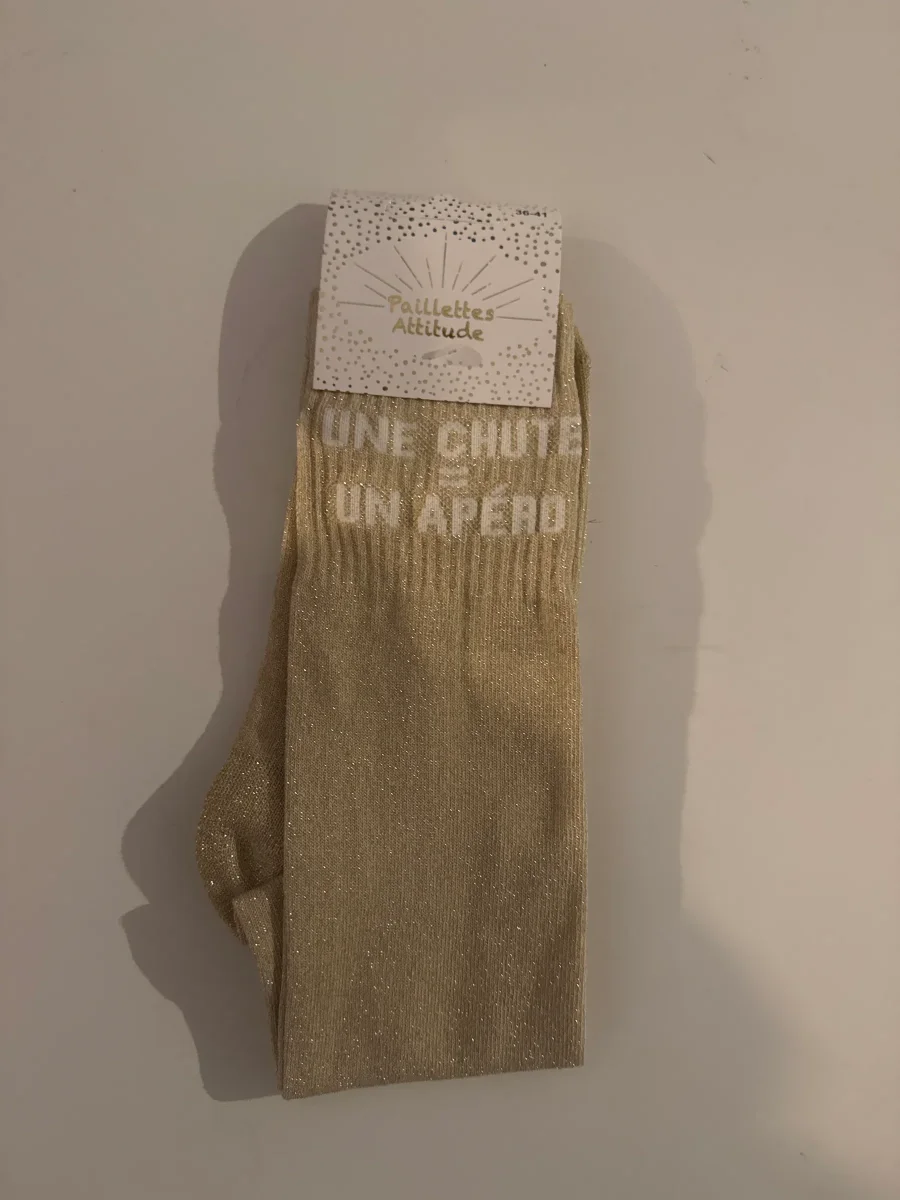 36-41
Paillettes
Attitude
UNE CHUTE
=
UN APÉRO